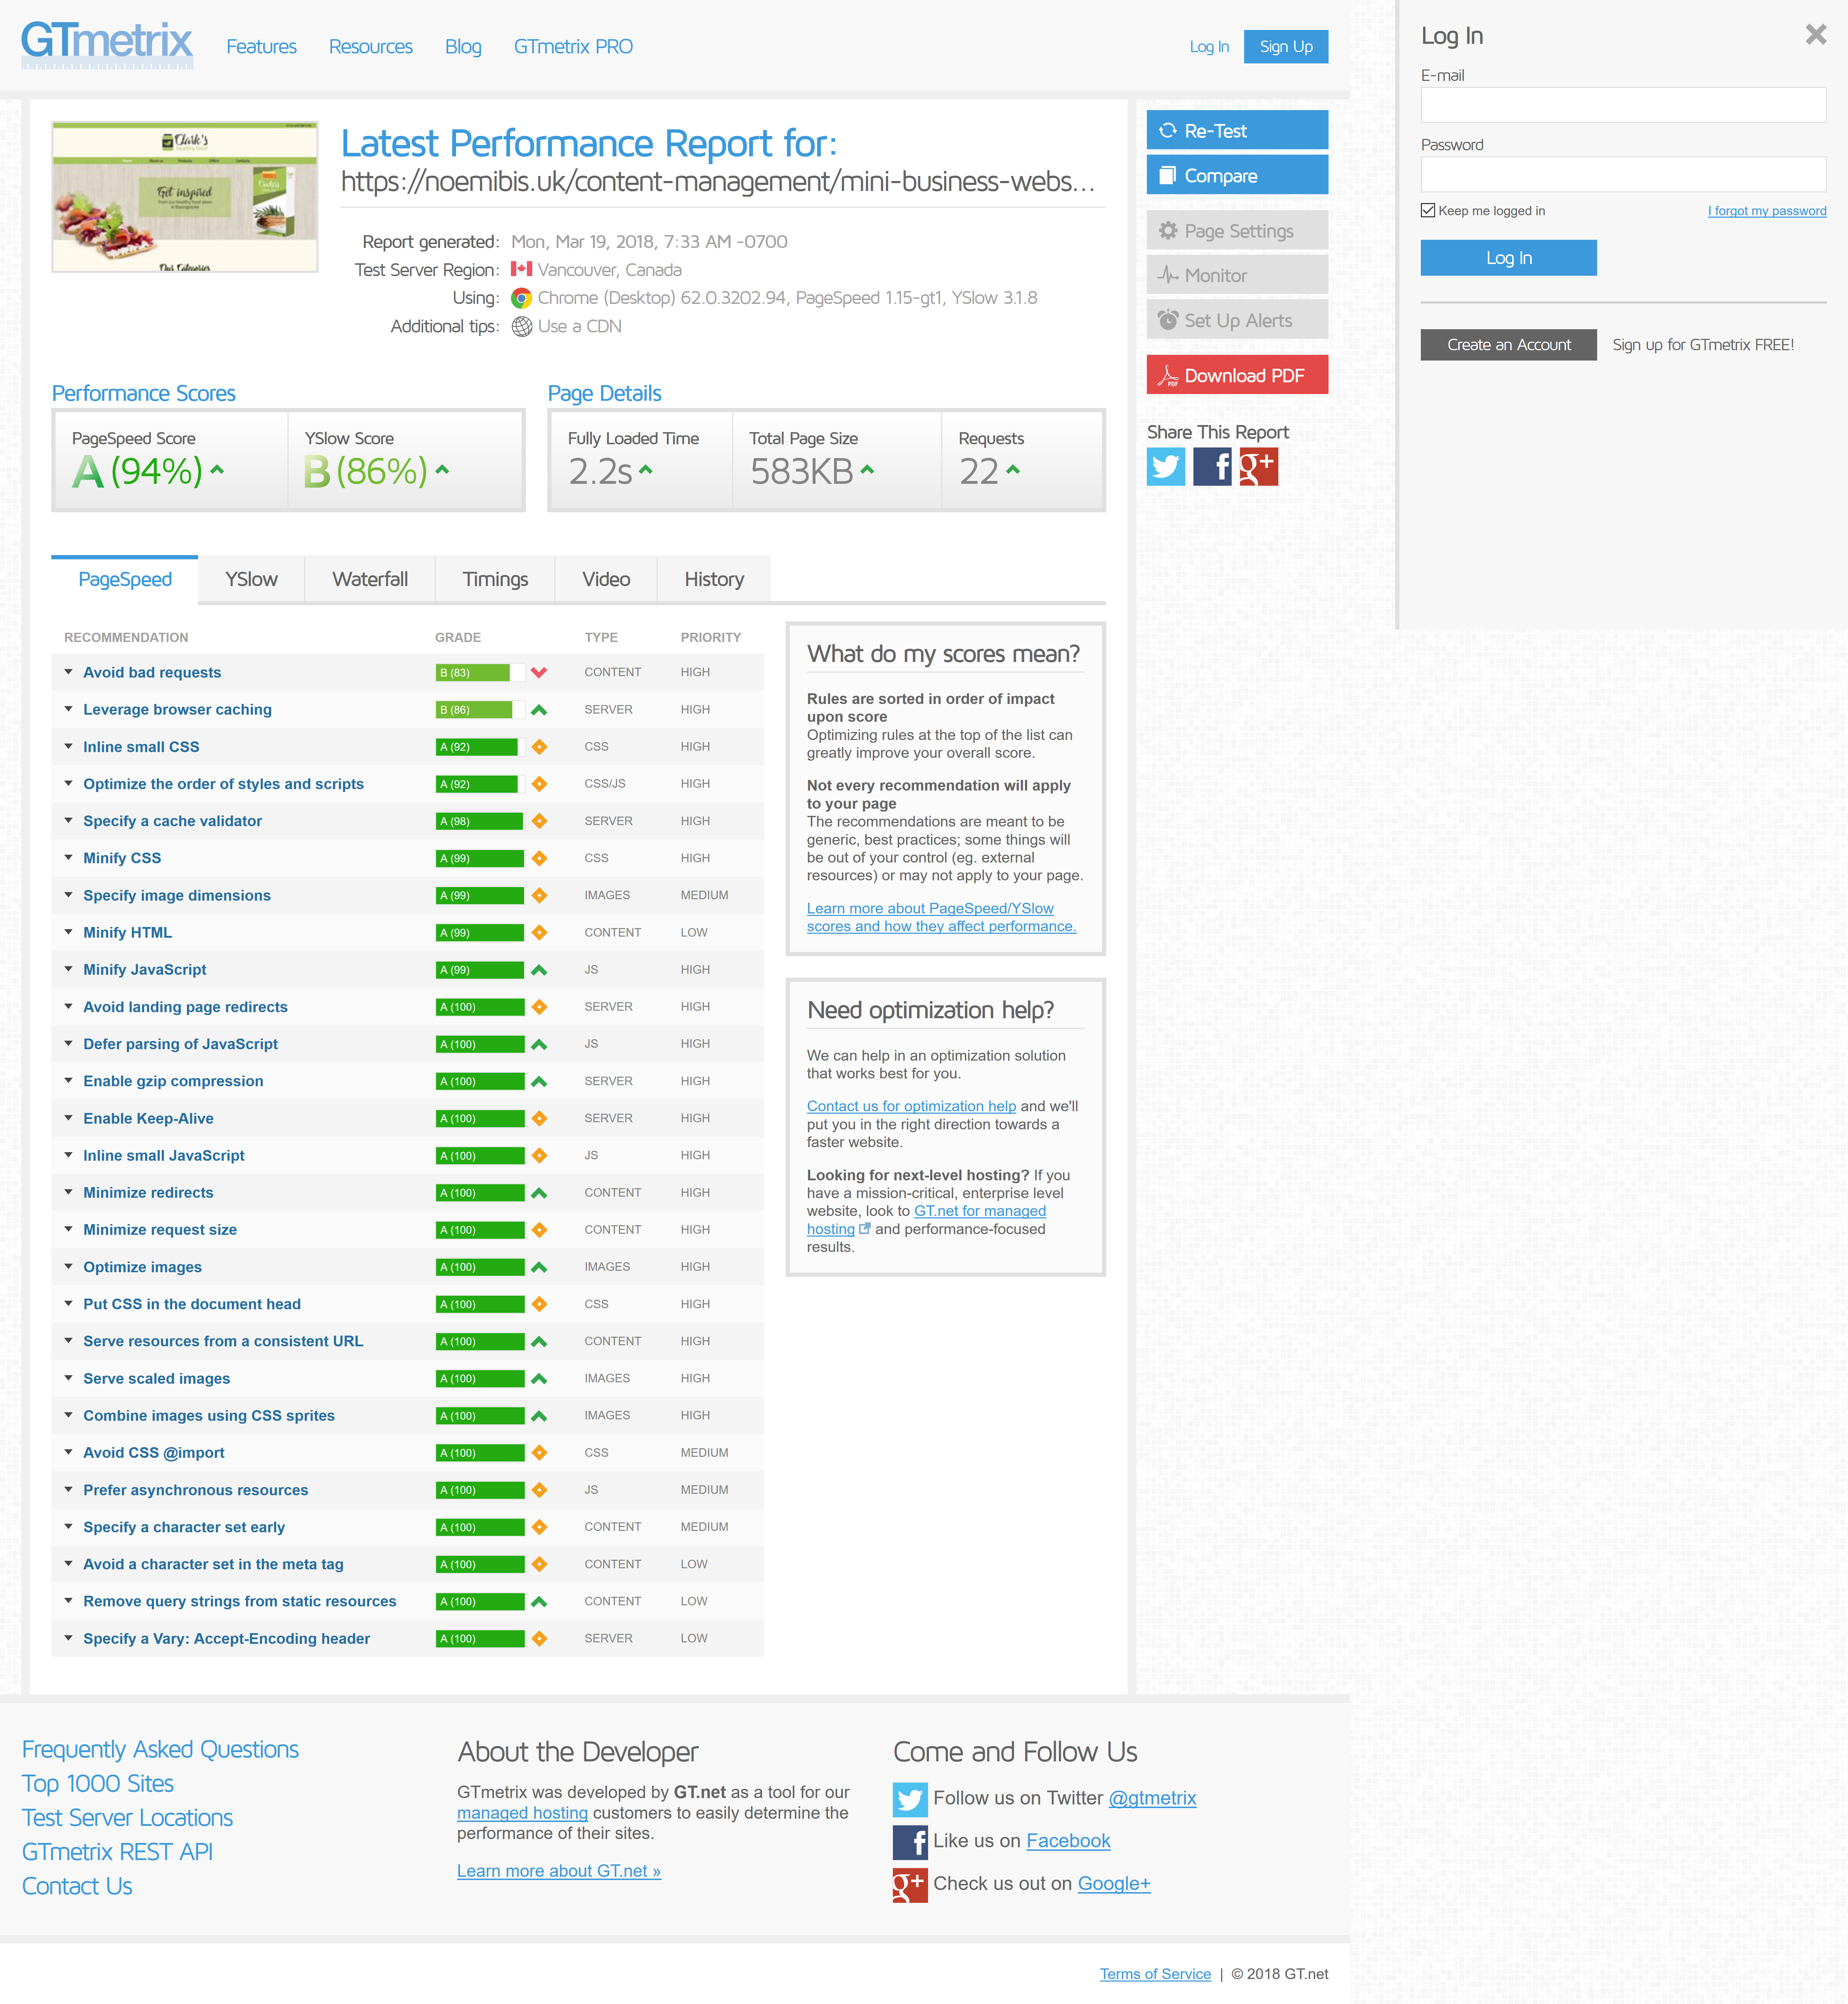 GTmetrix
Features Resources Blog GTmetrix PRO
Log In Sign Up
Clark's
healthy food
Home About us Products Offers Contacts
Get inspired
Latest Performance Report for:
https://noemibis.uk/content-management/mini-business-webs...
Report generated: Mon, Mar 19, 2018, 7:33 AM -0700
Test Server Region: Vancouver, Canada
Using: Chrome (Desktop) 62.0.3202.94, PageSpeed 1.15-gt1, YSlow 3.1.8
Additional tips: Use a CDN
Performance Scores
PageSpeed Score YSlow Score
A (94%) B (86%)
Page Details
Fully Loaded Time Total Page Size Requests
2.2s 583KB 22
PageSpeed YSlow Waterfall Timings Video History
RECOMMENDATION GRADE TYPE PRIORITY
Avoid bad requests B (83) CONTENT HIGH
Leverage browser caching B (86) SERVER HIGH
Inline small CSS A (92) CSS HIGH
Optimize the order of styles and scripts A (92) CSS/JS HIGH
Specify a cache validator A (98) SERVER HIGH
Minify CSS A (99) CSS HIGH
Specify image dimensions A (99) IMAGES MEDIUM
Minify HTML A (99) CONTENT LOW
Minify JavaScript A (99) JS HIGH
Avoid landing page redirects A (100) SERVER HIGH
Defer parsing of JavaScript A (100) JS HIGH
Enable gzip compression A (100) SERVER HIGH
Enable Keep-Alive A (100) SERVER HIGH
Inline small JavaScript A (100) JS HIGH
Minimize redirects A (100) CONTENT HIGH
Minimize request size A (100) CONTENT HIGH
Optimize images A (100) IMAGES HIGH
Put CSS in the document head A (100) CSS HIGH
Serve resources from a consistent URL A (100) CONTENT HIGH
Serve scaled images A (100) IMAGES HIGH
Combine images using CSS sprites A (100) IMAGES HIGH
Avoid CSS @import A (100) CSS MEDIUM
Prefer asynchronous resources A (100) JS MEDIUM
Specify a character set early A (100) CONTENT MEDIUM
Avoid a character set in the meta tag A (100) CONTENT LOW
Remove query strings from static resources A (100) CONTENT LOW
Specify a Vary: Accept-Encoding header A (100) SERVER LOW
What do my scores mean?
Rules are sorted in order of impact
upon score
Optimizing rules at the top of the list can
greatly improve your overall score.
Not every recommendation will apply
to your page
The recommendations are meant to be
generic, best practices; some things will
be out of your control (eg. external
resources) or may not apply to your page.
Learn more about PageSpeed/YSlow
scores and how they affect performance.
Need optimization help?
We can help in an optimization solution
that works best for you.
Contact us for optimization help and we'll
put you in the right direction towards a
faster website.
Looking for next-level hosting? If you
have a mission-critical, enterprise level
website, look to GT.net for managed
hosting and performance-focused
results.
Re-Test
Compare
Page Settings
Monitor
Set Up Alerts
PDF Download PDF
Share This Report
Log In
E-mail
Password
Keep me logged in I forgot my password
Log In
Create an Account Sign up for GTmetrix FREE!
Frequently Asked Questions
Top 1000 Sites
Test Server Locations
GTmetrix REST API
Contact Us
About the Developer
GTmetrix was developed by GT.net as a tool for our
managed hosting customers to easily determine the
performance of their sites.
Learn more about GT.net »
Come and Follow Us
Follow us on Twitter @gtmetrix
Like us on Facebook
Check us out on Google+
Terms of Service | © 2018 GT.net